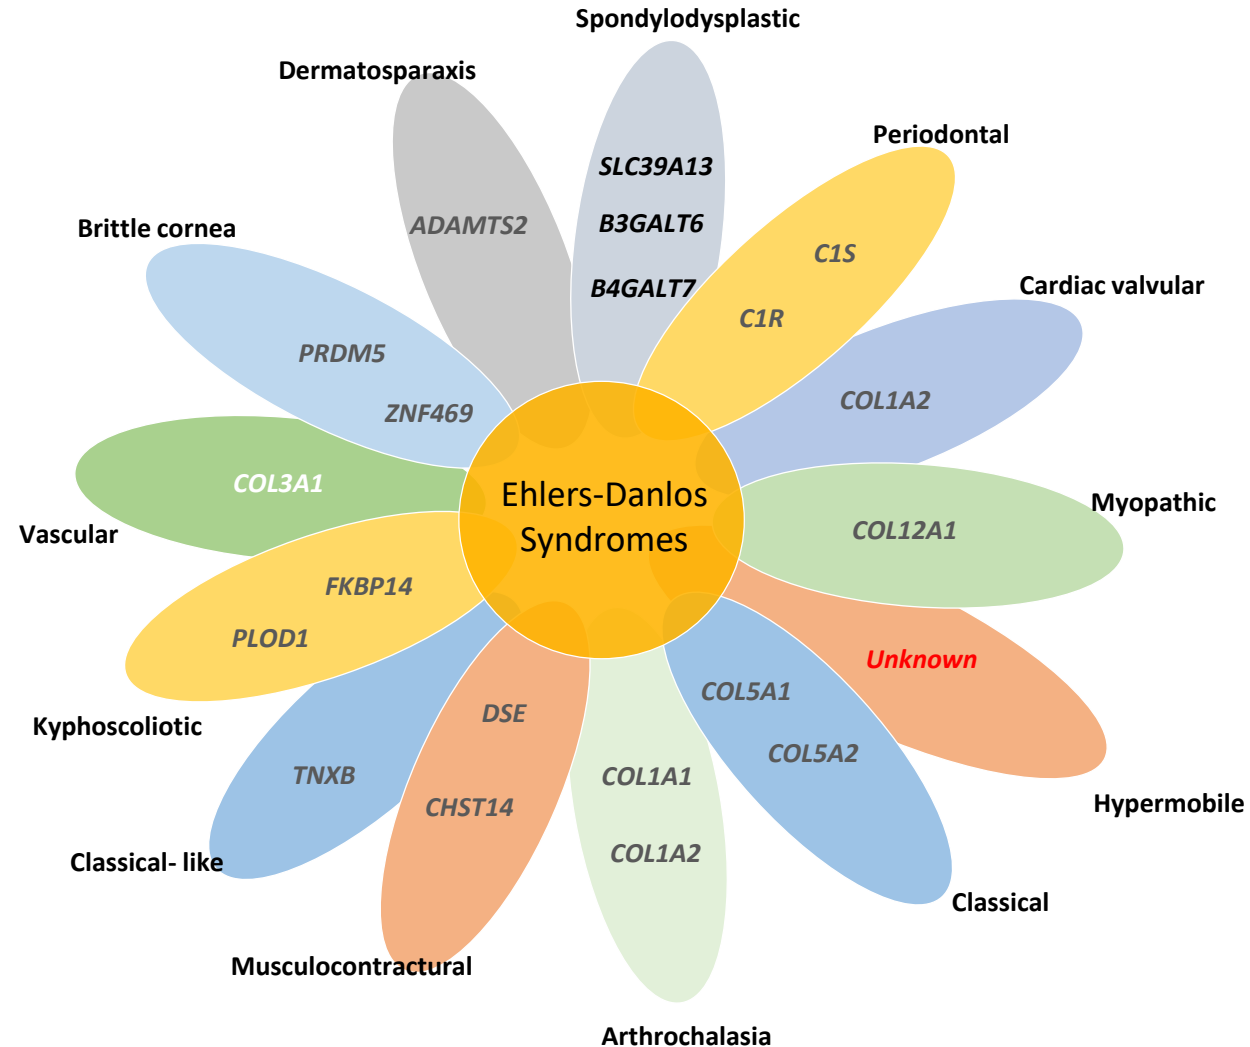 Spondylodysplastic
Dermatosparaxis
Periodontal
SLC39A13
B3GALT6
B4GALT7
ADAMTS2
C1S
C1R
Brittle cornea
PRDM5
ZNF469
Cardiac valvular
COL1A2
COL3A1
Vascular
Ehlers-Danlos
Syndromes
Myopathic
COL12A1
FKBP14
PLOD1
Kyphoscoliotic
Unknown
Hypermobile
COL5A1
COL5A2
Classical
DSE
CHST14
TNXB
Classical- like
COL1A1
COL1A2
Musculocontractural
Arthrochalasia